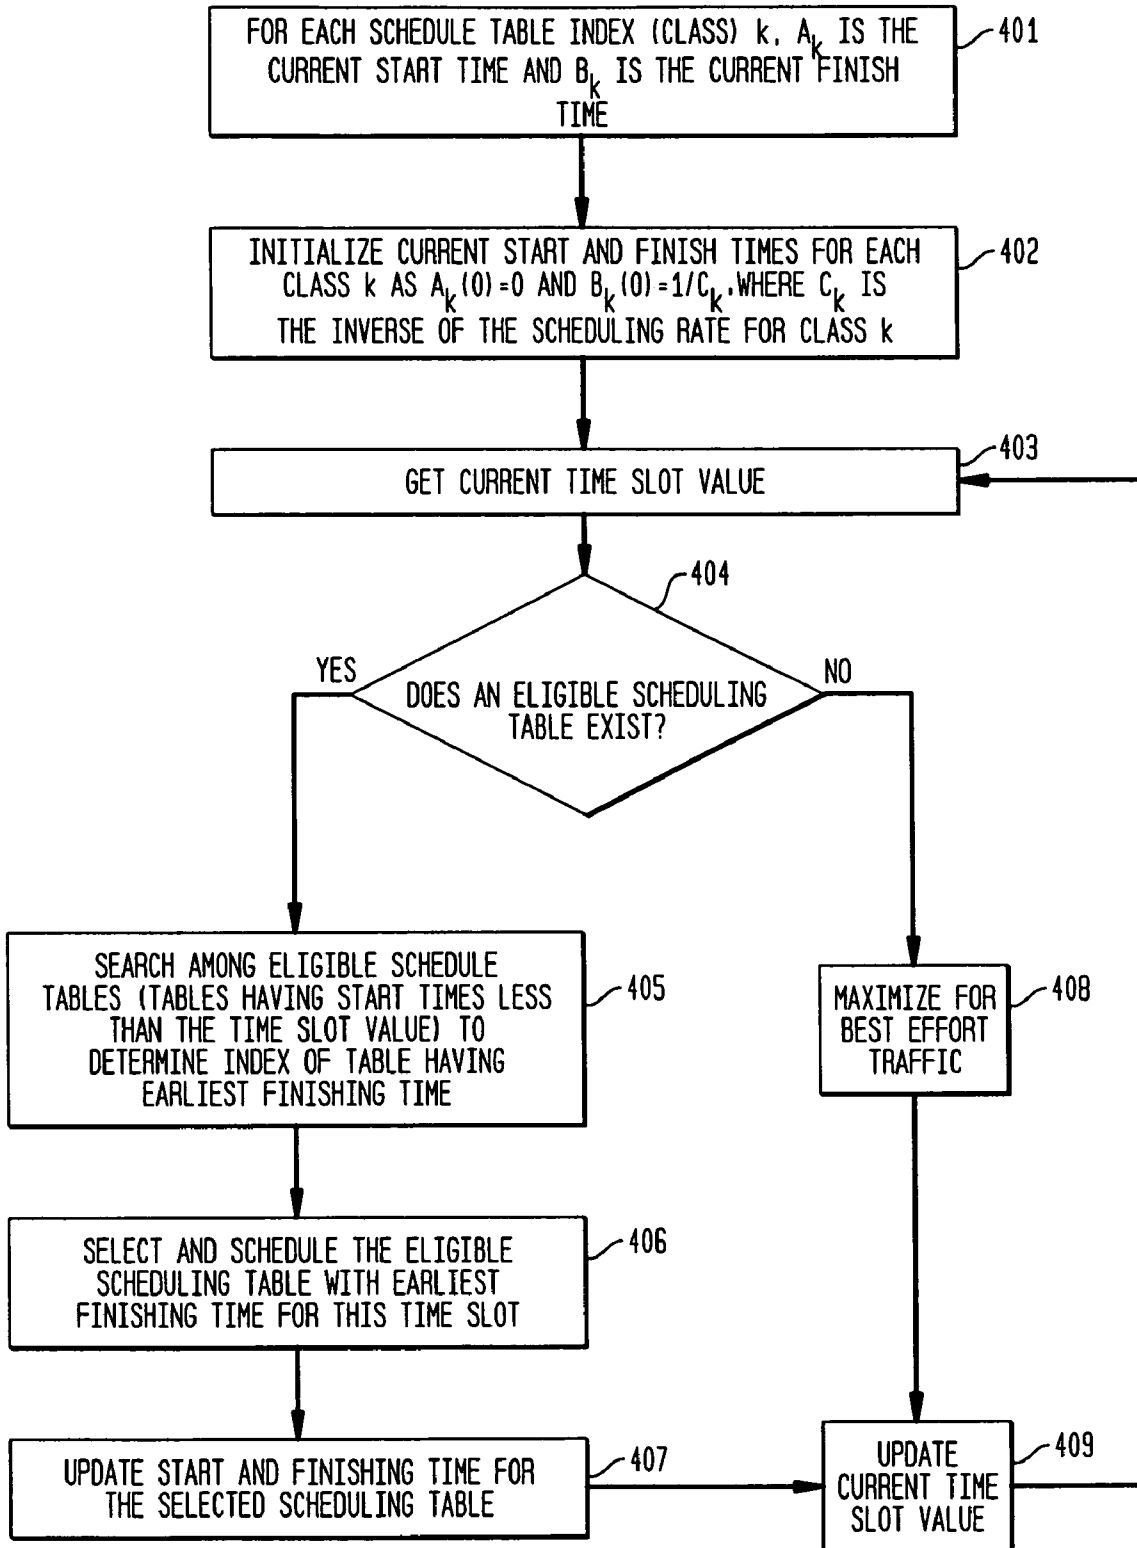 FOR EACH SCHEDULE TABLE INDEX (CLASS) k, A_k IS THE
CURRENT START TIME AND B_k IS THE CURRENT FINISH
TIME
401
INITIALIZE CURRENT START AND FINISH TIMES FOR EACH
CLASS k AS A_k(0)=0 AND B_k(0)=1/C_k,WHERE C_k IS
THE INVERSE OF THE SCHEDULING RATE FOR CLASS k
402
GET CURRENT TIME SLOT VALUE
403
404
DOES AN ELIGIBLE SCHEDULING
TABLE EXIST?
YES
NO
SEARCH AMONG ELIGIBLE SCHEDULE
TABLES (TABLES HAVING START TIMES LESS
THAN THE TIME SLOT VALUE) TO
DETERMINE INDEX OF TABLE HAVING
EARLIEST FINISHING TIME
405
MAXIMIZE FOR
BEST EFFORT
TRAFFIC
408
SELECT AND SCHEDULE THE ELIGIBLE
SCHEDULING TABLE WITH EARLIEST
FINISHING TIME FOR THIS TIME SLOT
406
UPDATE START AND FINISHING TIME FOR
THE SELECTED SCHEDULING TABLE
407
UPDATE
CURRENT TIME
SLOT VALUE
409